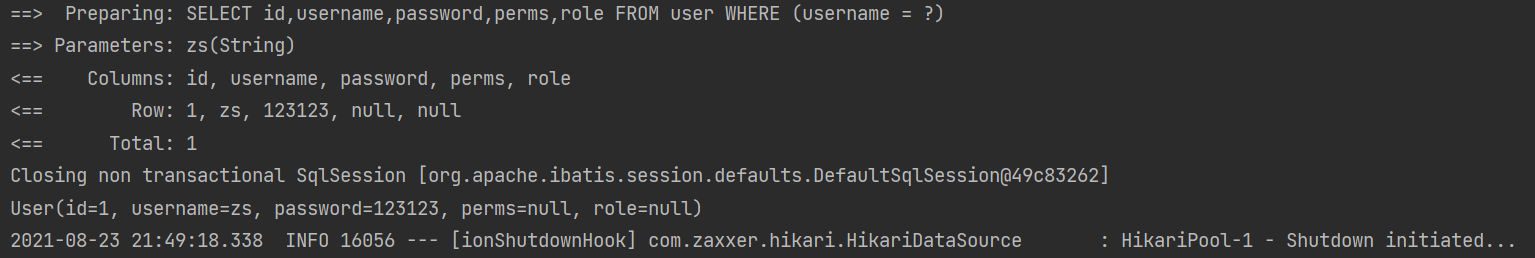 ==>  Preparing: SELECT id,username,password,perms,role FROM user WHERE (username = ?)
==> Parameters: zs(String)
<==    Columns: id, username, password, perms, role
<==        Row: 1, zs, 123123, null, null
<==      Total: 1
Closing non transactional SqlSession [org.apache.ibatis.session.defaults.DefaultSqlSession@49c83262]
User(id=1, username=zs, password=123123, perms=null, role=null)
2021-08-23 21:49:18.338  INFO 16056 --- [ionShutdownHook] com.zaxxer.hikari.HikariDataSource       : HikariPool-1 - Shutdown initiated...